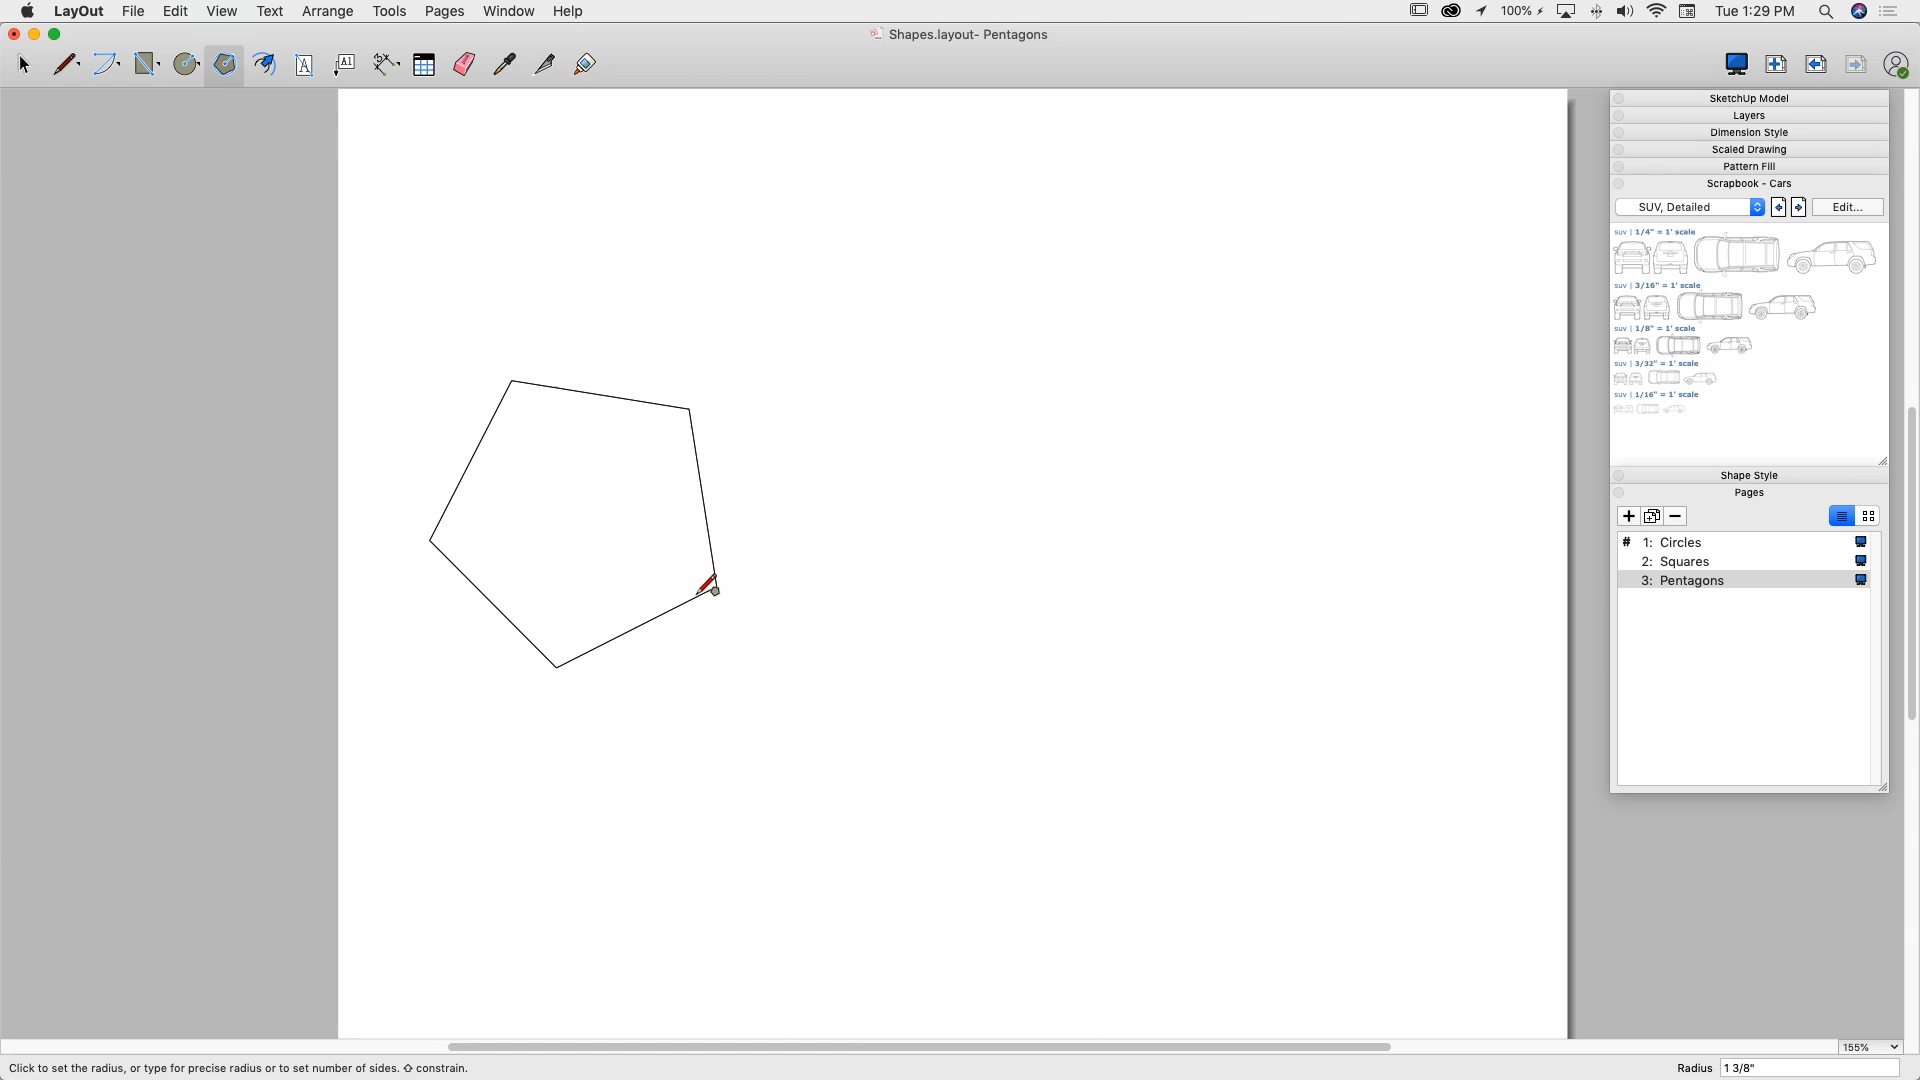 LayOut File Edit View Text Arrange Tools Pages Window Help 100% Tue 1:29 PM
Shapes.layout- Pentagons
A A1
SketchUp Model
Layers
Dimension Style
Scaled Drawing
Pattern Fill
Scrapbook - Cars
SUV, Detailed Edit...
suv | 1/4" = 1' scale
suv | 3/16" = 1' scale
suv | 1/8" = 1' scale
suv | 3/32" = 1' scale
suv | 1/16" = 1' scale
Shape Style
Pages
# 1: Circles
2: Squares
3: Pentagons
155%
Click to set the radius, or type for precise radius or to set number of sides. ⇧ constrain. Radius 1 3/8"